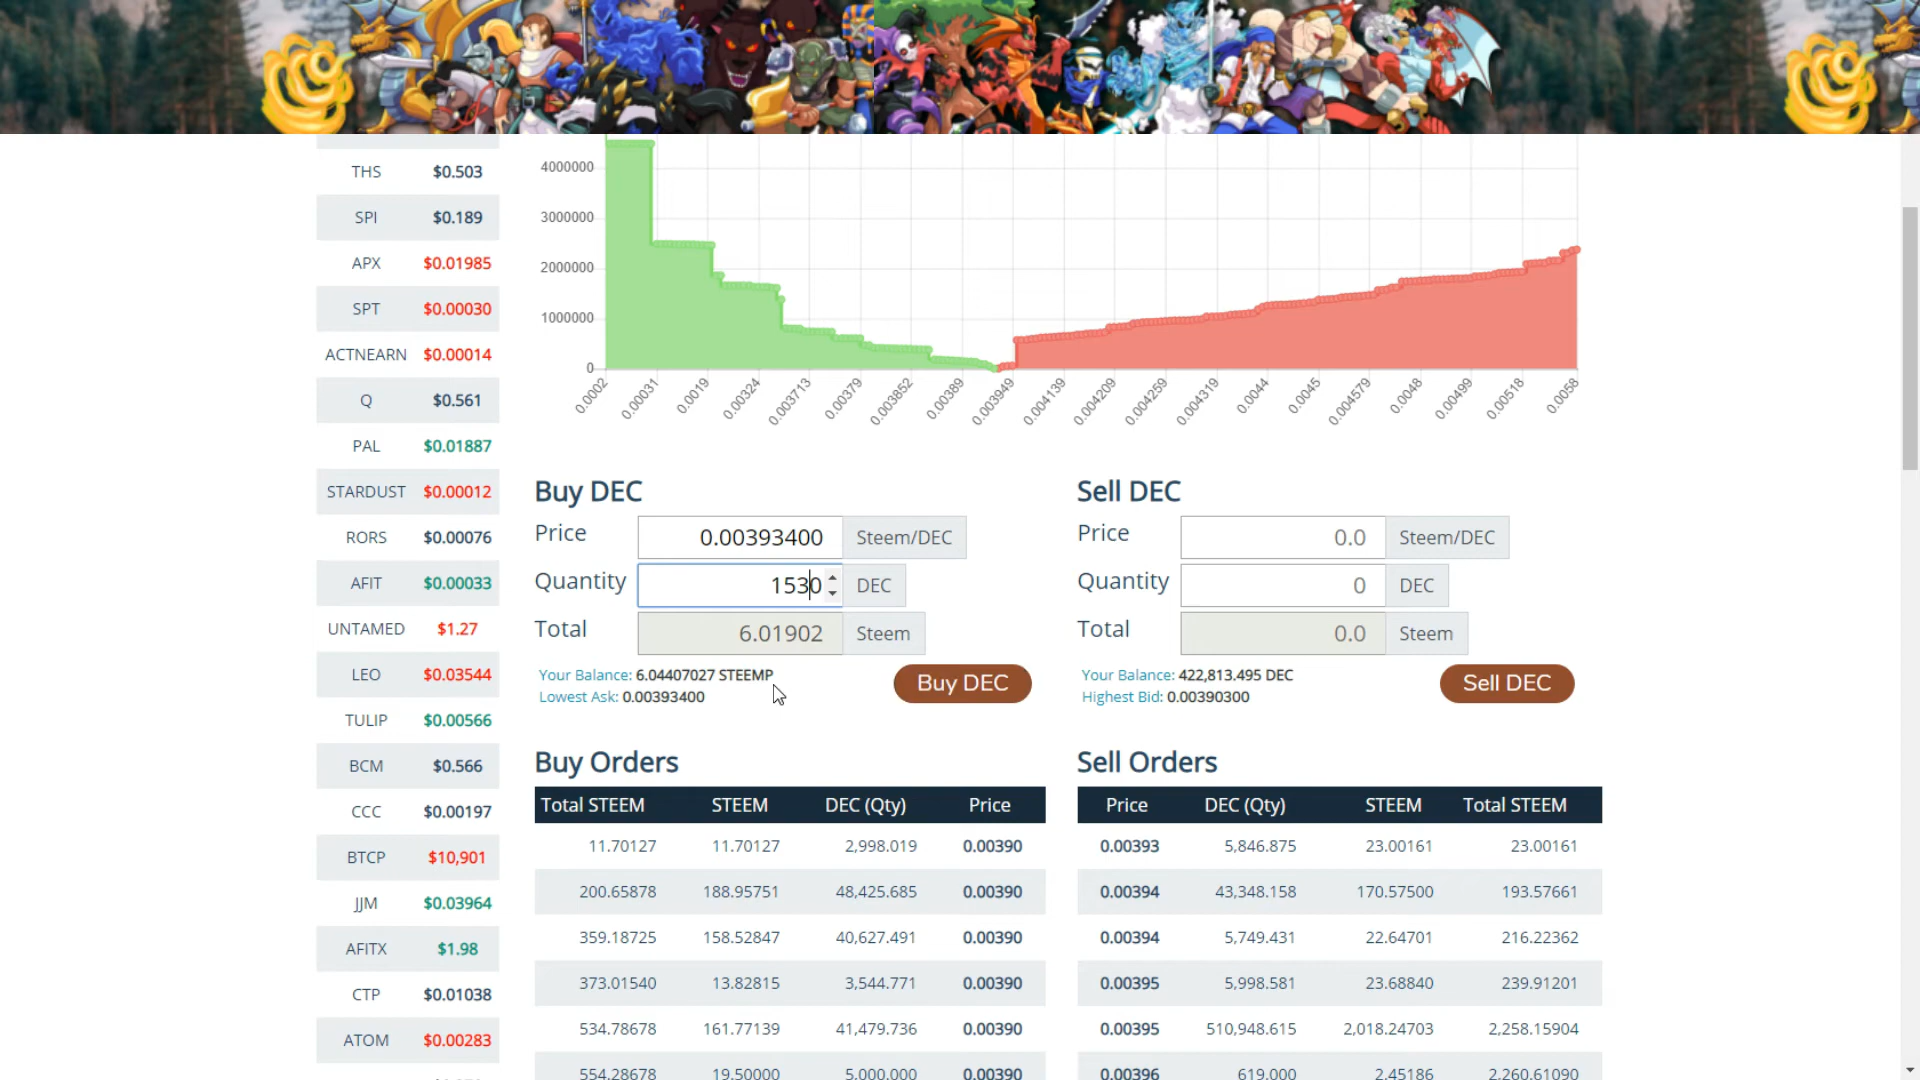 THS $0.503
SPI $0.189
APX $0.01985
SPT $0.00030
ACTNEARN $0.00014
Q $0.561
PAL $0.01887
STARDUST $0.00012
RORS $0.00076
AFIT $0.00033
UNTAMED $1.27
LEO $0.03544
TULIP $0.00566
BCM $0.566
CCC $0.00197
BTCP $10,901
JJM $0.03964
AFITX $1.98
CTP $0.01038
ATOM $0.00283
4000000
3000000
2000000
1000000
0
0.0002 0.00031 0.0019 0.00324 0.003713 0.00379 0.003852 0.00389 0.003949 0.004139 0.004209 0.004259 0.004319 0.0044 0.0045 0.004579 0.0048 0.00499 0.00518 0.0058
Buy DEC
Price 0.00393400 Steem/DEC
Quantity 1530 DEC
Total 6.01902 Steem
Your Balance: 6.04407027 STEEMP
Lowest Ask: 0.00393400
Buy DEC
Sell DEC
Price 0.0 Steem/DEC
Quantity 0 DEC
Total 0.0 Steem
Your Balance: 422,813.495 DEC
Highest Bid: 0.00390300
Sell DEC
Buy Orders
Total STEEM STEEM DEC (Qty) Price
11.70127 11.70127 2,998.019 0.00390
200.65878 188.95751 48,425.685 0.00390
359.18725 158.52847 40,627.491 0.00390
373.01540 13.82815 3,544.771 0.00390
534.78678 161.77139 41,479.736 0.00390
554.28678 19.50000 5,000.000 0.00390
Sell Orders
Price DEC (Qty) STEEM Total STEEM
0.00393 5,846.875 23.00161 23.00161
0.00394 43,348.158 170.57500 193.57661
0.00394 5,749.431 22.64701 216.22362
0.00395 5,998.581 23.68840 239.91201
0.00395 510,948.615 2,018.24703 2,258.15904
0.00396 619.000 2.45186 2,260.61090